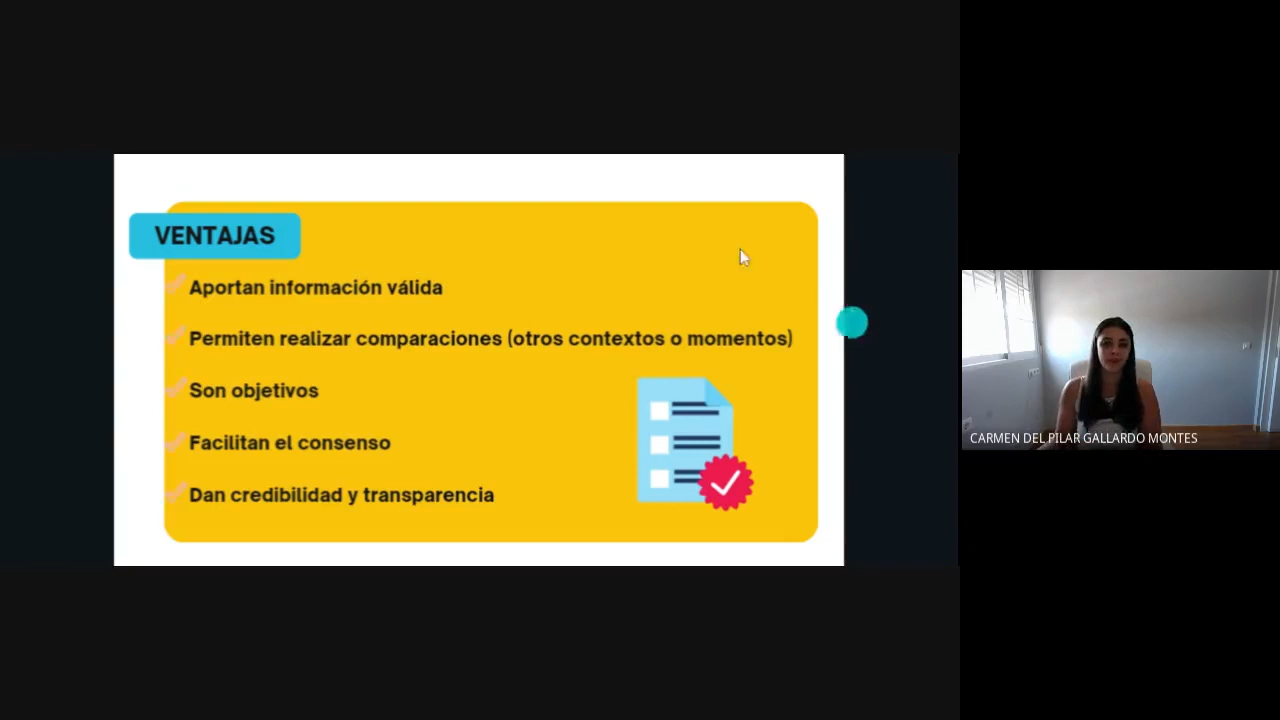 VENTAJAS
Aportan información válida
Permiten realizar comparaciones (otros contextos o momentos)
Son objetivos
Facilitan el consenso
Dan credibilidad y transparencia
CARMEN DEL PILAR GALLARDO MONTES